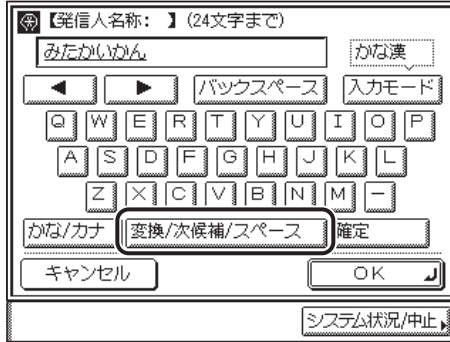 【発信人名称： 】(24文字まで)
みたかいかん かな漢
◀ ▶ バックスペース 入力モード
Q W E R T Y U I O P
A S D F G H J K L
Z X C V B N M −
かな/カナ 変換/次候補/スペース 確定
キャンセル OK
システム状況/中止